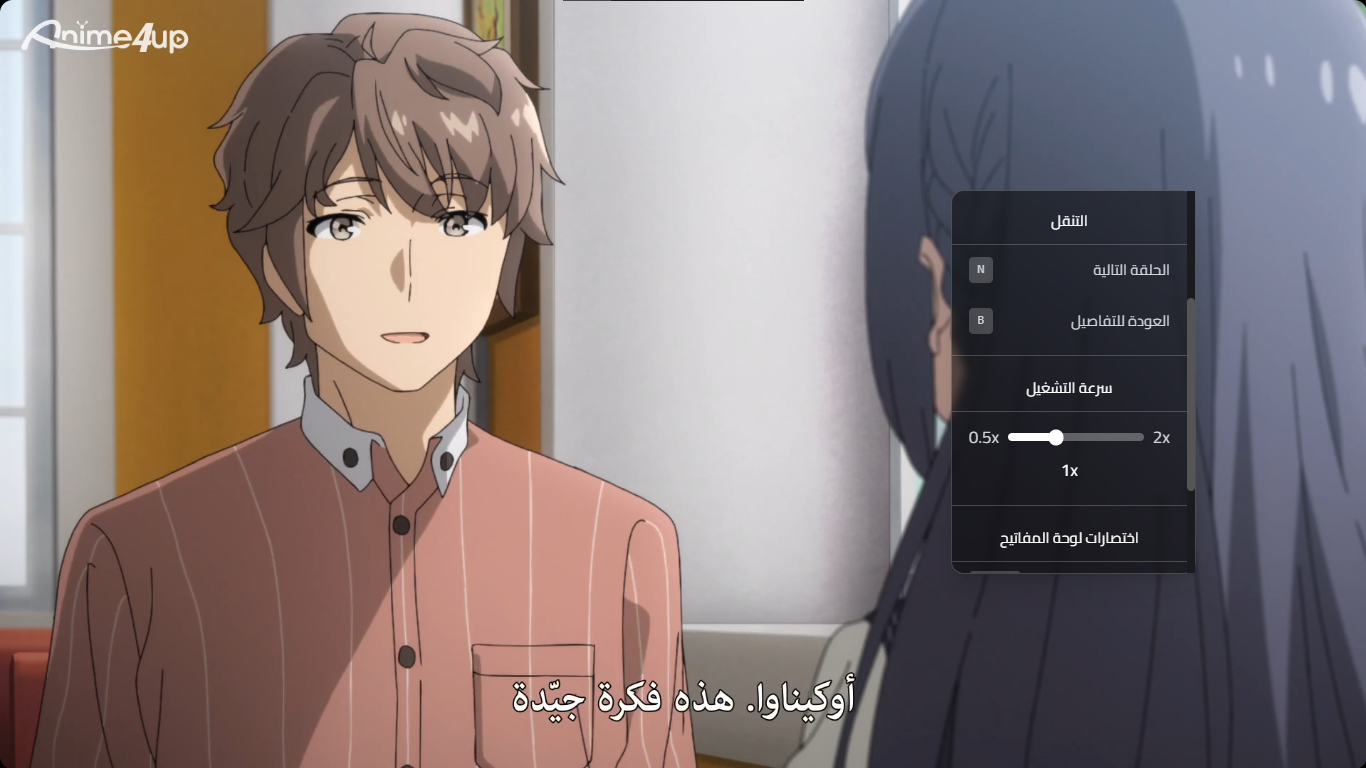 Anime4up
التنقل
الحلقة التالية N
العودة للتفاصيل B
سرعة التشغيل
0.5x 2x
1x
اختصارات لوحة المفاتيح
أوكيناوا. هذه فكرة جيّدة